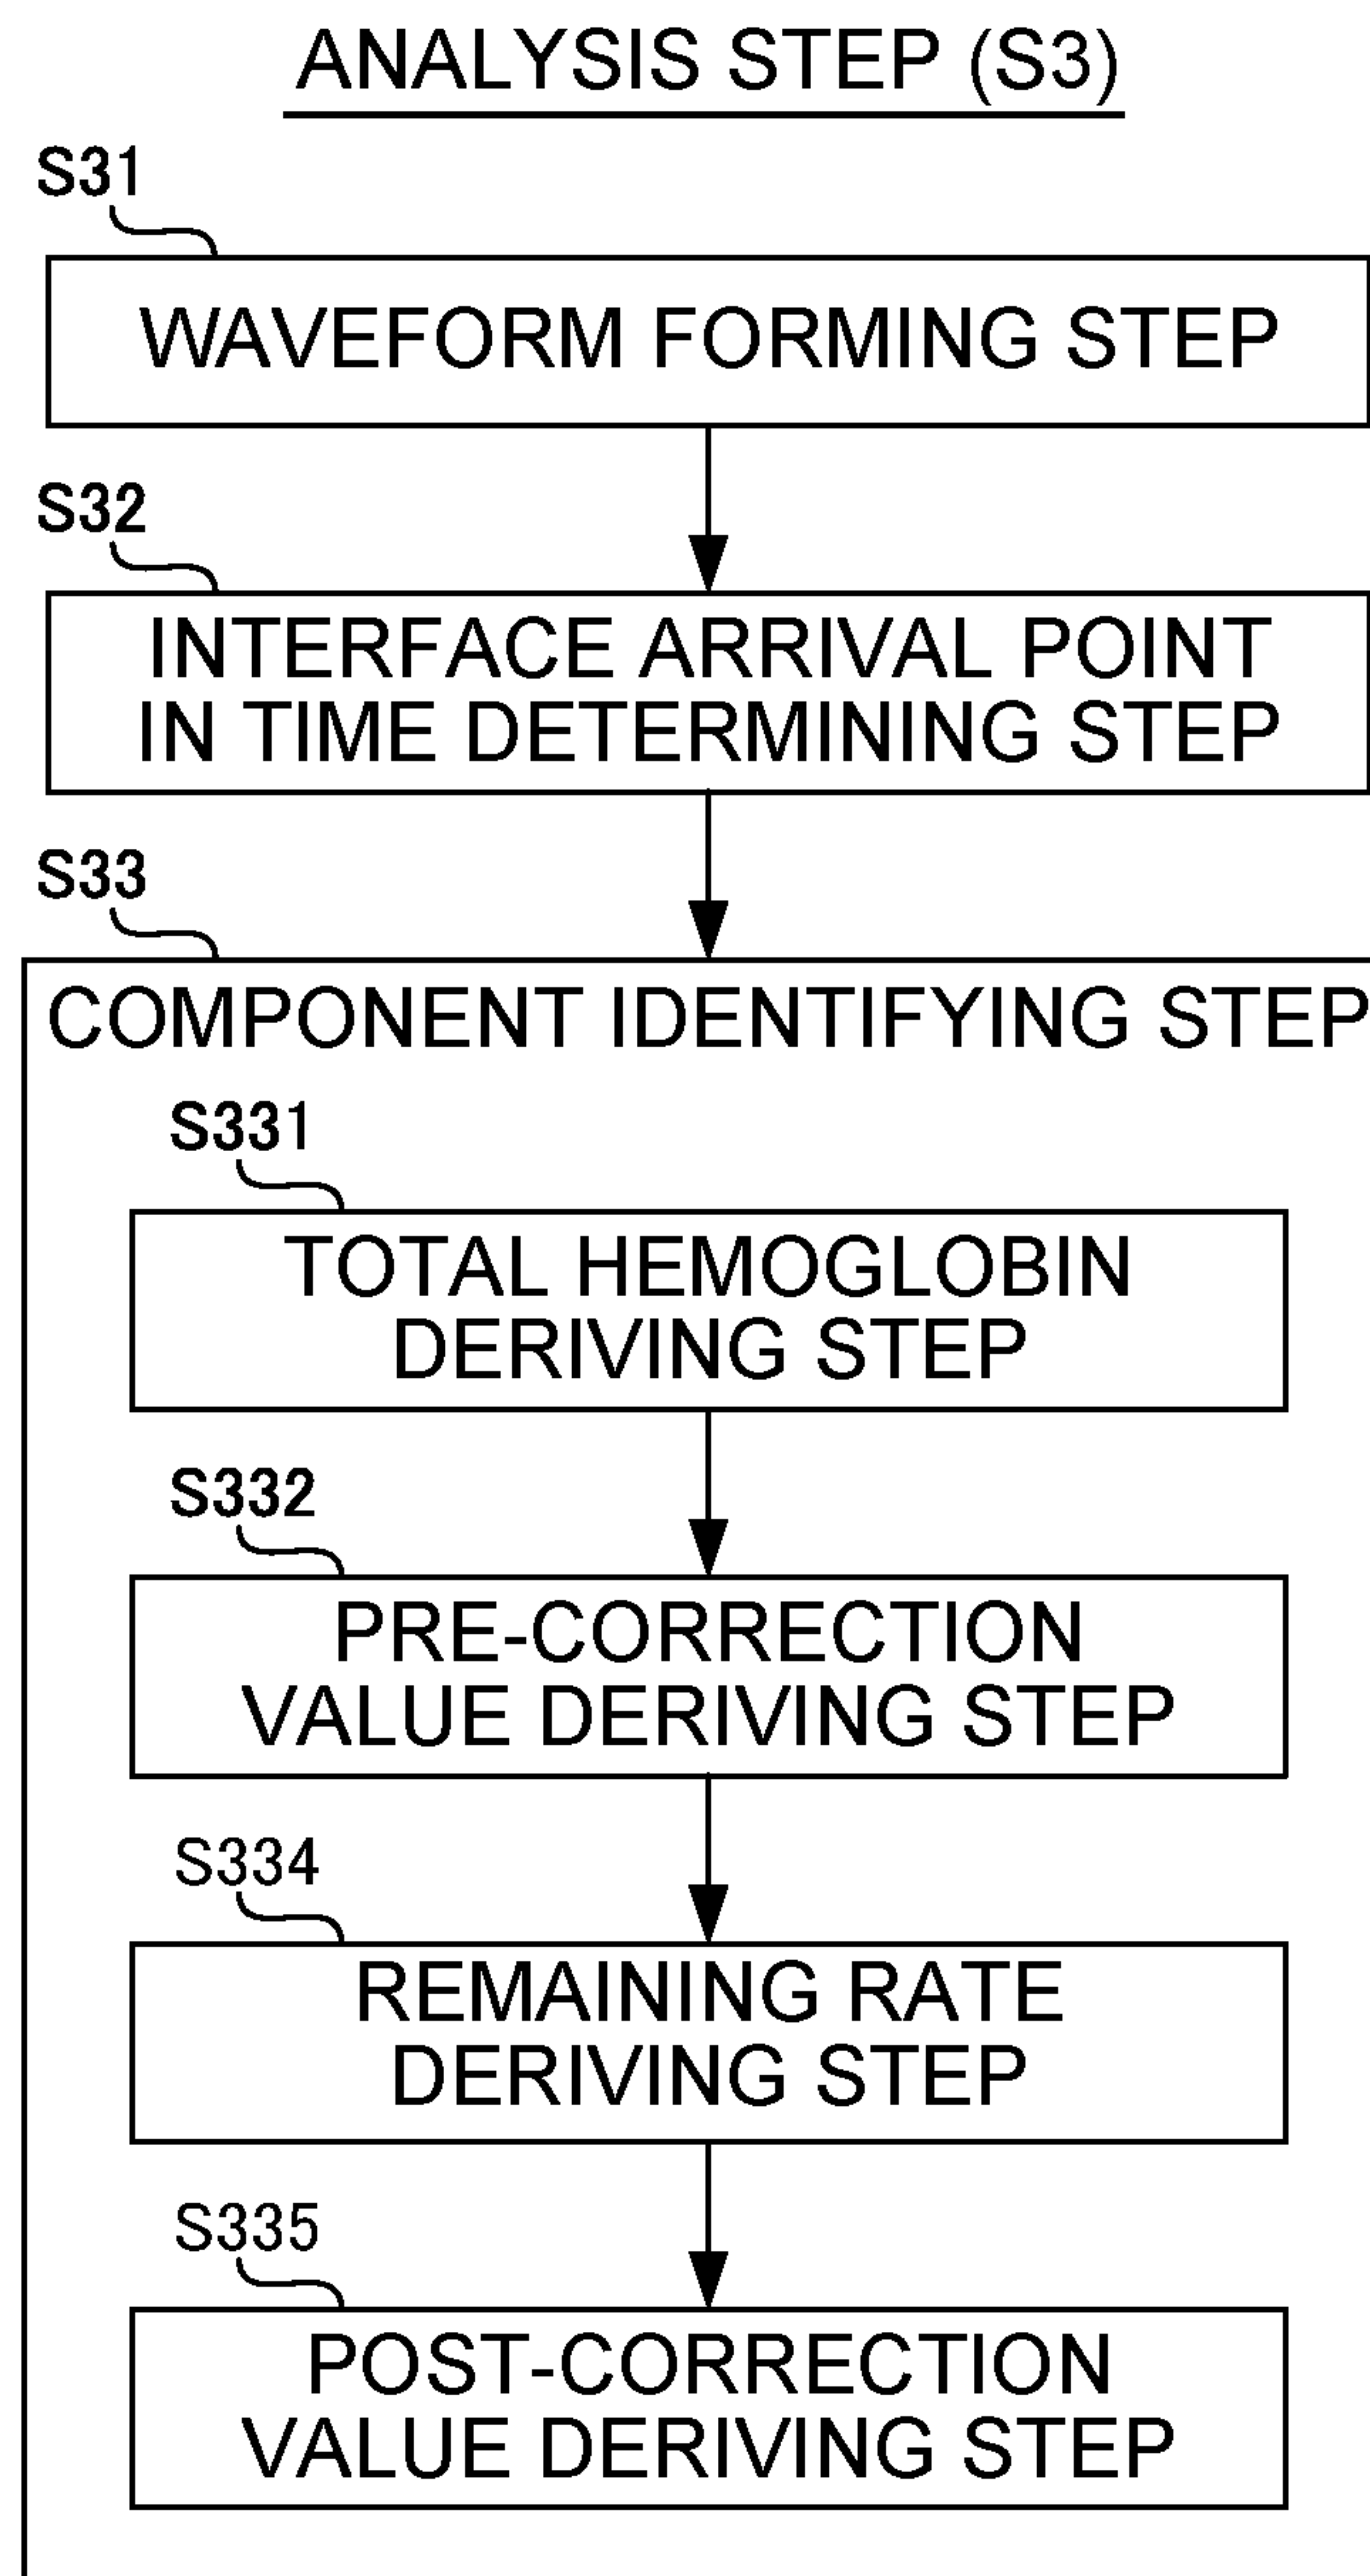 ANALYSIS STEP (S3)
S31
WAVEFORM FORMING STEP
S32
INTERFACE ARRIVAL POINT
IN TIME DETERMINING STEP
S33
COMPONENT IDENTIFYING STEP
S331
TOTAL HEMOGLOBIN
DERIVING STEP
S332
PRE-CORRECTION
VALUE DERIVING STEP
S334
REMAINING RATE
DERIVING STEP
S335
POST-CORRECTION
VALUE DERIVING STEP